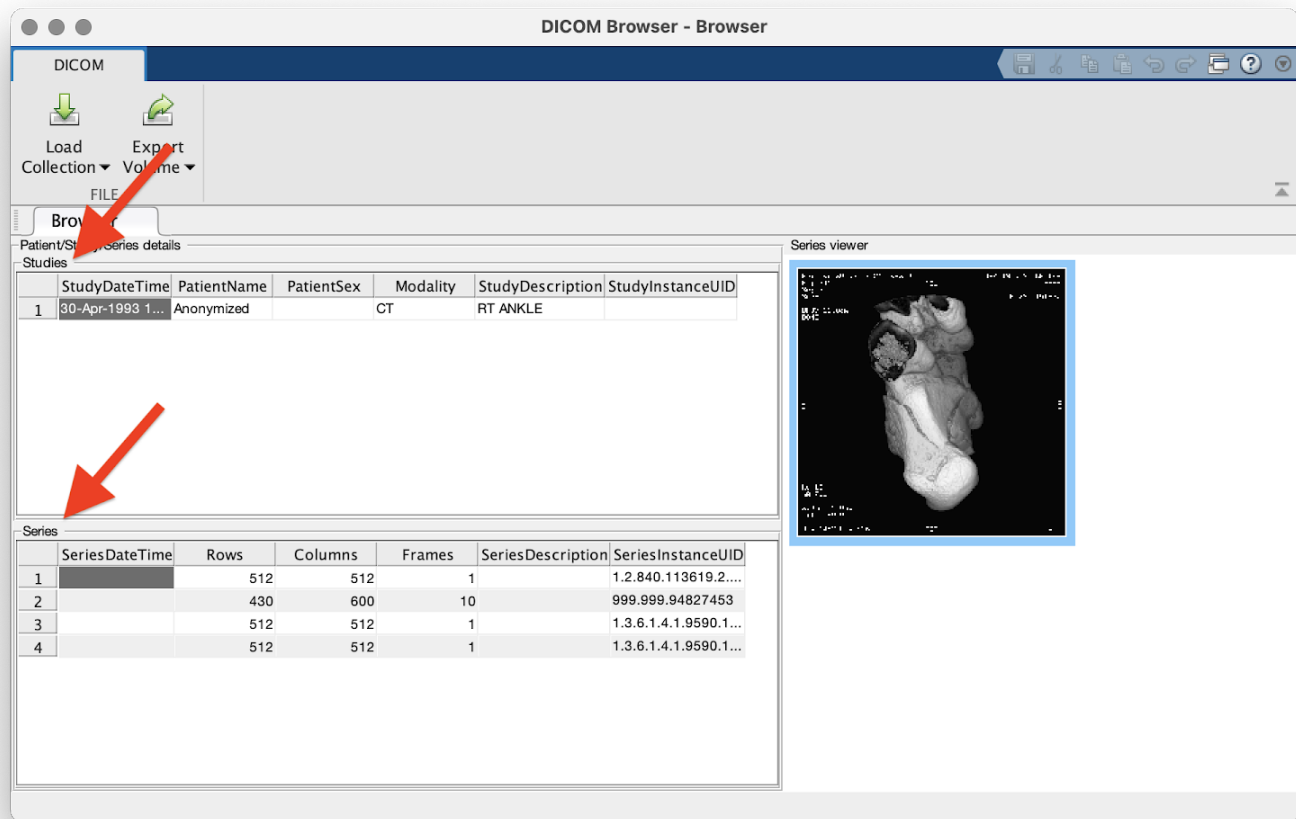 DICOM Browser - Browser
DICOM
Load Collection
Export Volume
FILE
Browser
Patient/Study/Series details
Series viewer
Studies
StudyDateTime PatientName PatientSex Modality StudyDescription StudyInstanceUID
1 30-Apr-1993 1... Anonymized CT RT ANKLE
Series
SeriesDateTime Rows Columns Frames SeriesDescription SeriesInstanceUID
1 512 512 1 1.2.840.113619.2....
2 430 600 10 999.999.94827453
3 512 512 1 1.3.6.1.4.1.9590.1...
4 512 512 1 1.3.6.1.4.1.9590.1...